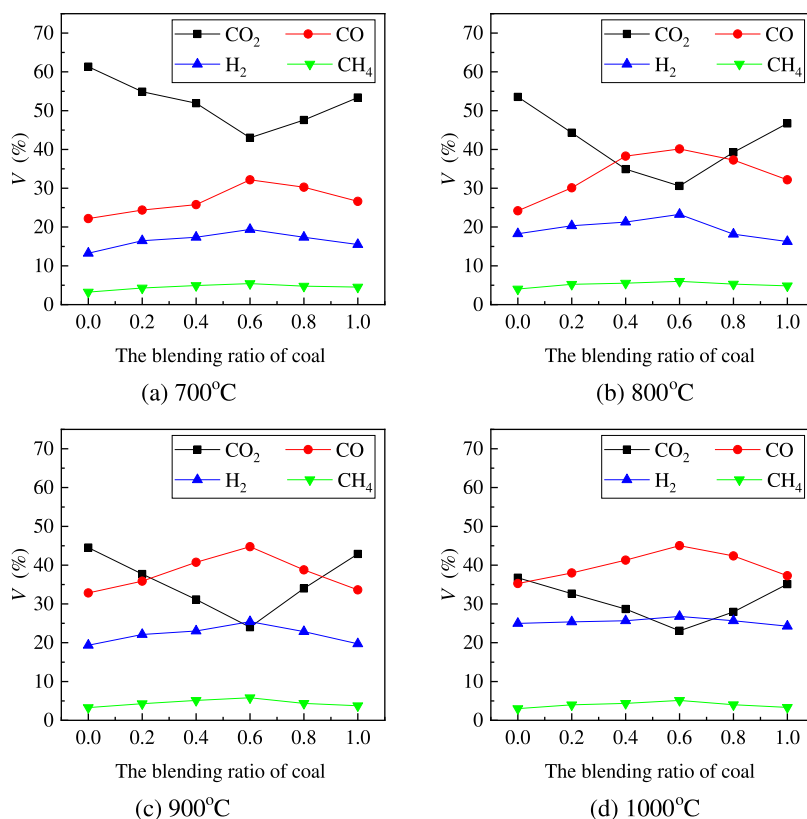 CO₂ CO
H₂ CH₄
V (%)
70
60
50
40
30
20
10
0
0.0 0.2 0.4 0.6 0.8 1.0
The blending ratio of coal
(a) 700°C
CO₂ CO
H₂ CH₄
V (%)
70
60
50
40
30
20
10
0
0.0 0.2 0.4 0.6 0.8 1.0
The blending ratio of coal
(b) 800°C
CO₂ CO
H₂ CH₄
V (%)
70
60
50
40
30
20
10
0
0.0 0.2 0.4 0.6 0.8 1.0
The blending ratio of coal
(c) 900°C
CO₂ CO
H₂ CH₄
V (%)
70
60
50
40
30
20
10
0
0.0 0.2 0.4 0.6 0.8 1.0
The blending ratio of coal
(d) 1000°C